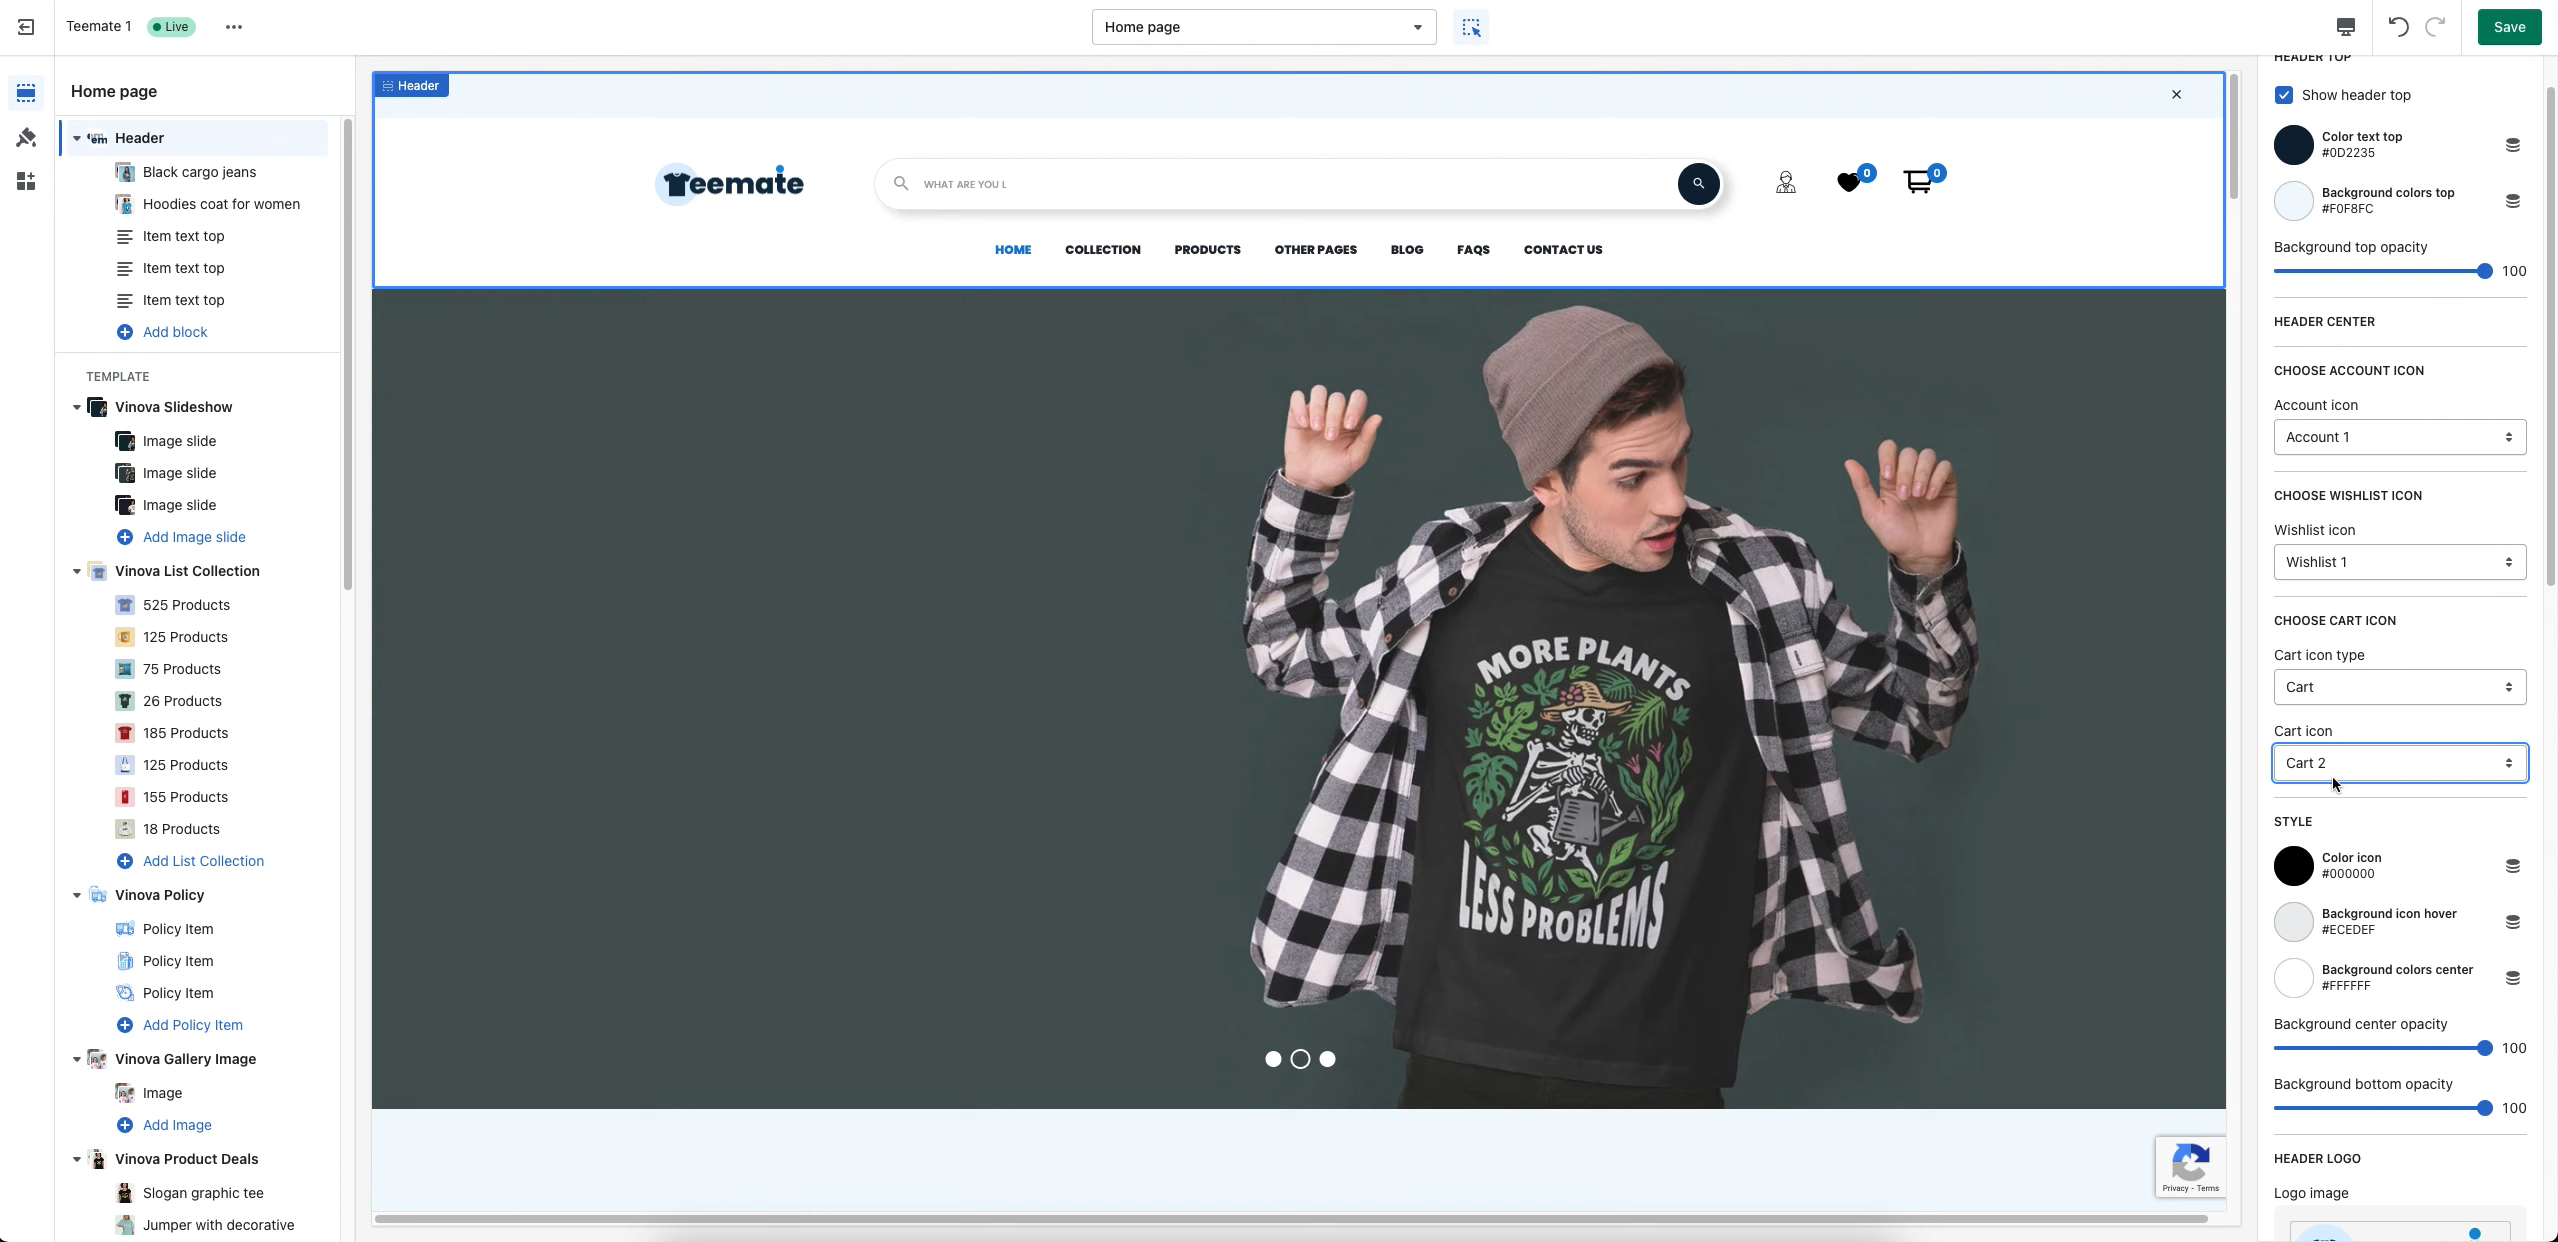 Teemate 1
Live
Home page
Save
Home page
Header
Black cargo jeans
Hoodies coat for women
Item text top
Item text top
Item text top
Add block
TEMPLATE
Vinova Slideshow
Image slide
Image slide
Image slide
Add Image slide
Vinova List Collection
525 Products
125 Products
75 Products
26 Products
185 Products
125 Products
155 Products
18 Products
Add List Collection
Vinova Policy
Policy Item
Policy Item
Policy Item
Add Policy Item
Vinova Gallery Image
Image
Add Image
Vinova Product Deals
Slogan graphic tee
Jumper with decorative
Header
Teemate
WHAT ARE YOU L
0
0
HOME COLLECTION PRODUCTS OTHER PAGES BLOG FAQS CONTACT US
MORE PLANTS
LESS PROBLEMS
Privacy - Terms
HEADER TOP
Show header top
Color text top
#0D2235
Background colors top
#F0F8FC
Background top opacity
100
HEADER CENTER
CHOOSE ACCOUNT ICON
Account icon
Account 1
CHOOSE WISHLIST ICON
Wishlist icon
Wishlist 1
CHOOSE CART ICON
Cart icon type
Cart
Cart icon
Cart 2
STYLE
Color icon
#000000
Background icon hover
#ECEDEF
Background colors center
#FFFFFF
Background center opacity
100
Background bottom opacity
100
HEADER LOGO
Logo image